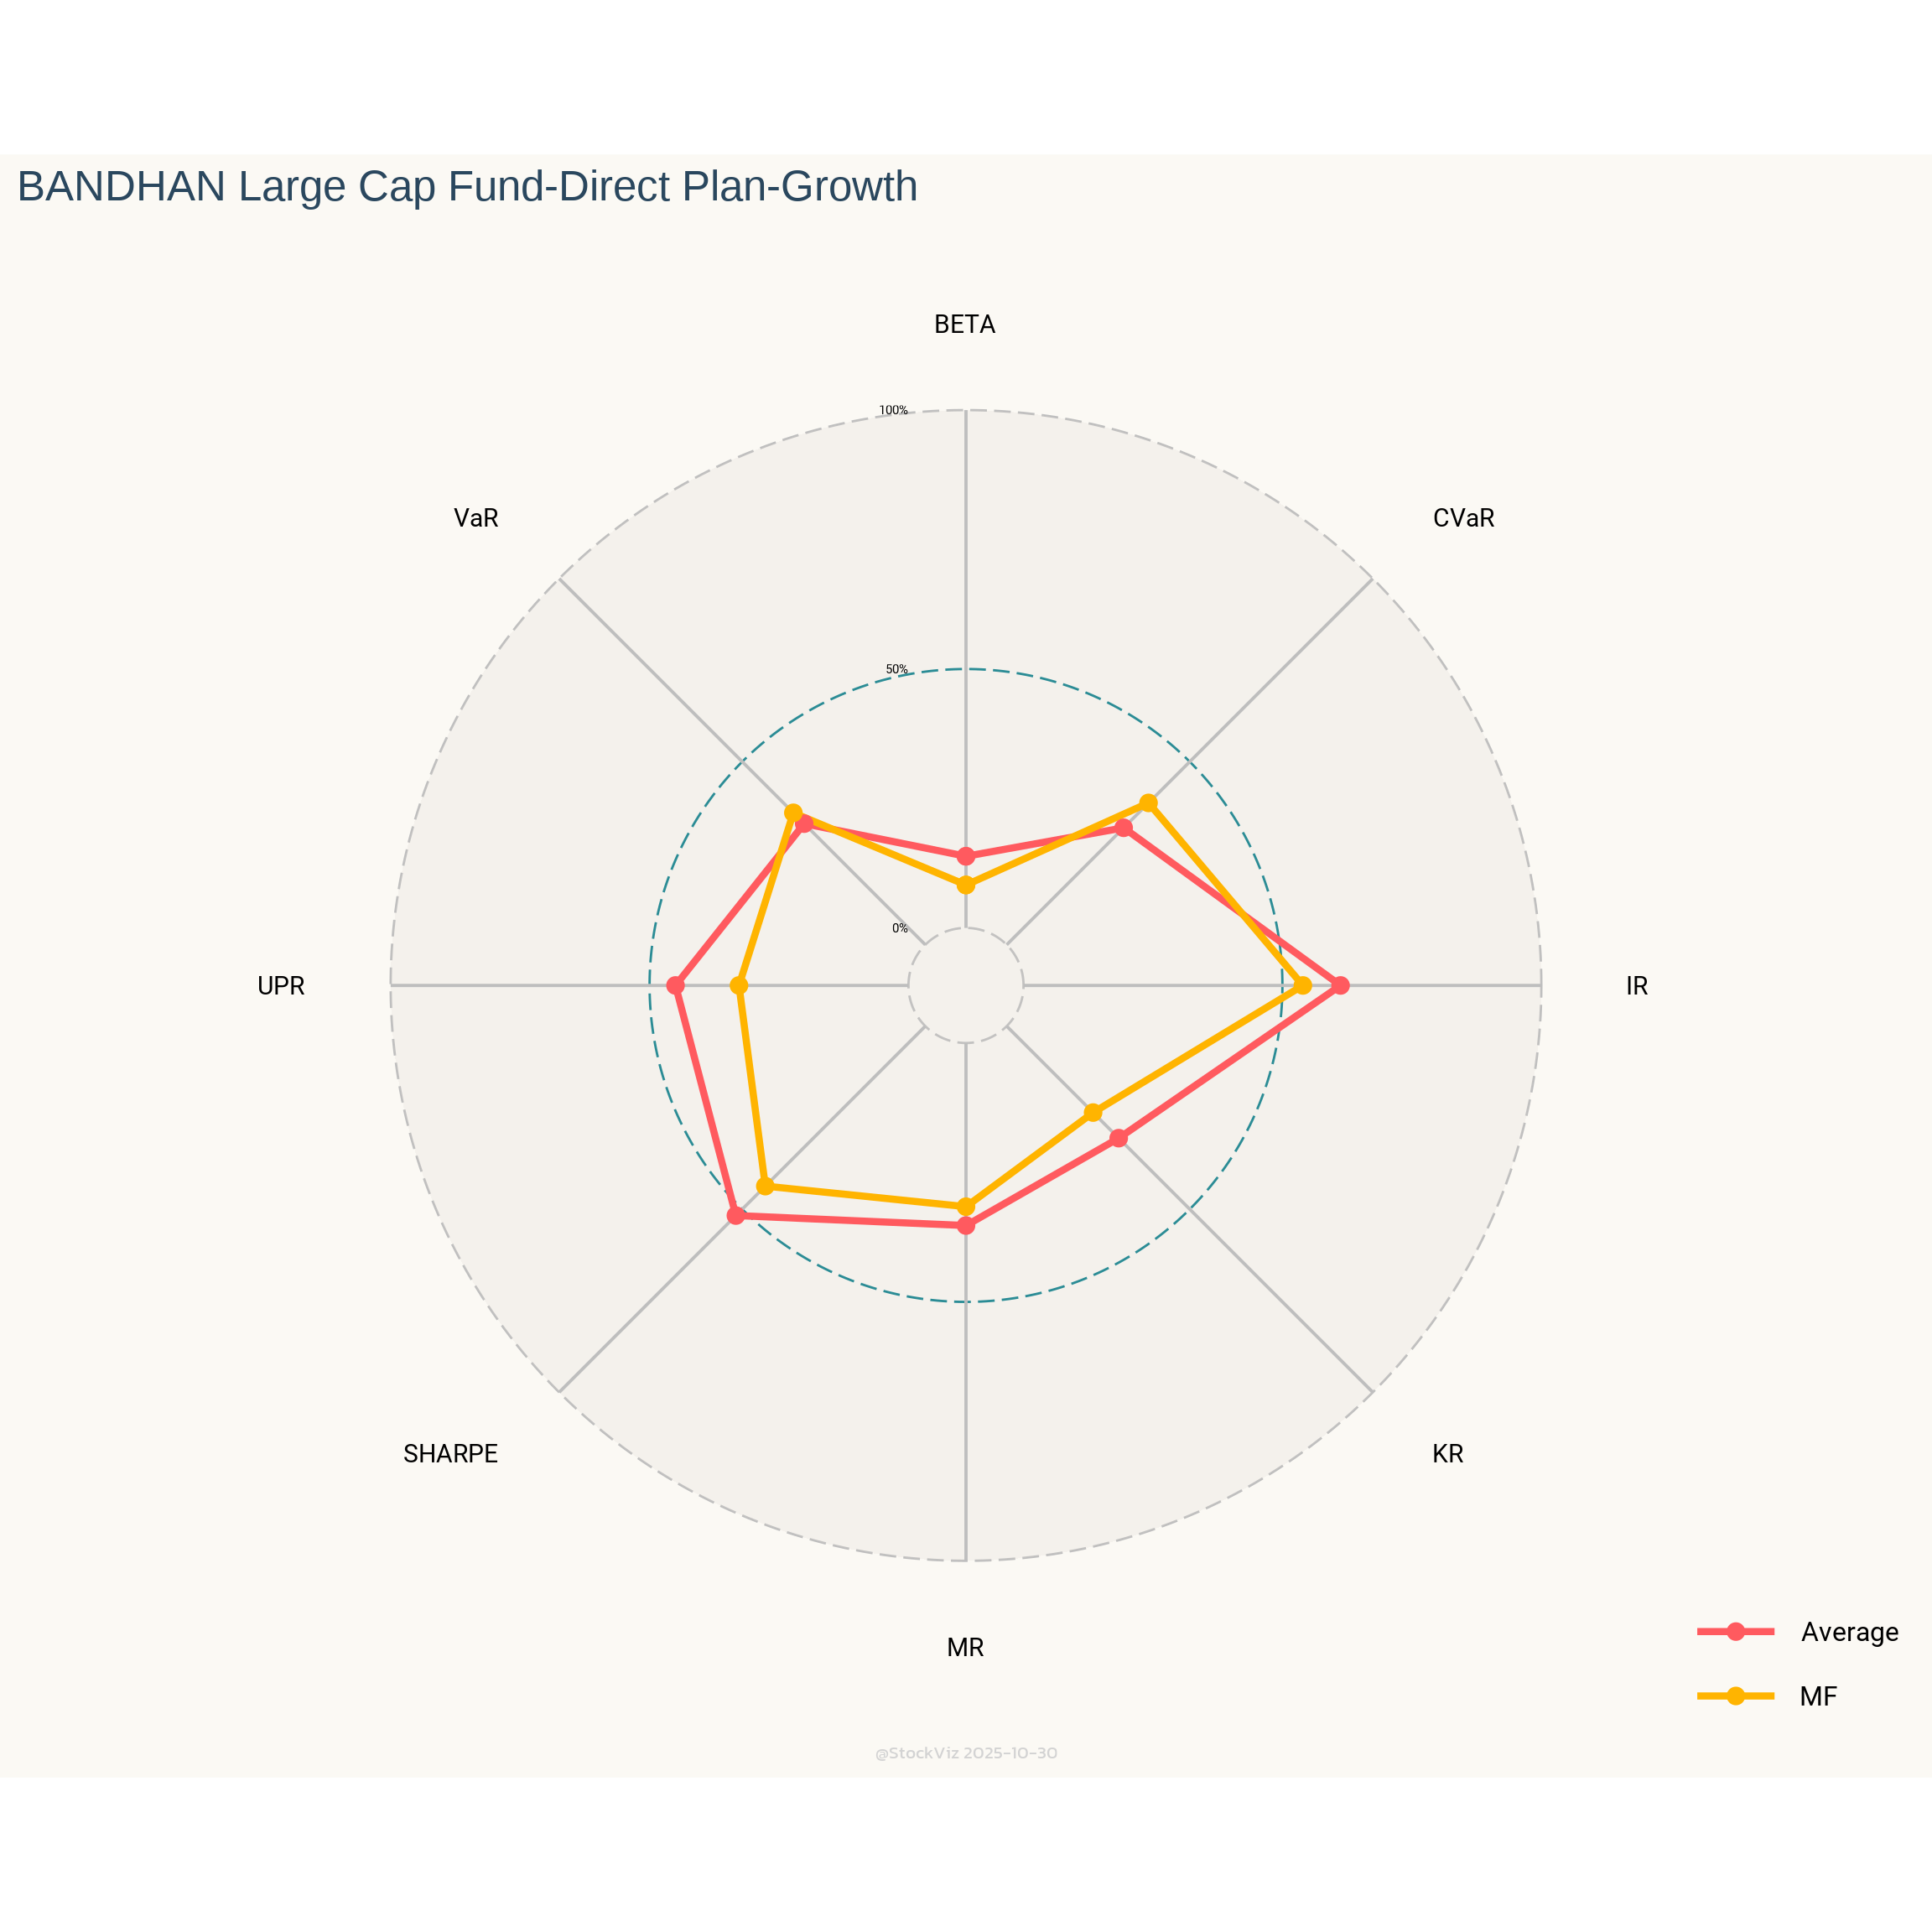 BANDHAN Large Cap Fund-Direct Plan-Growth
BETA
100%
VaR
CVaR
50%
0%
UPR
IR
SHARPE
KR
MR
Average
MF
@StockViz 2025-10-30